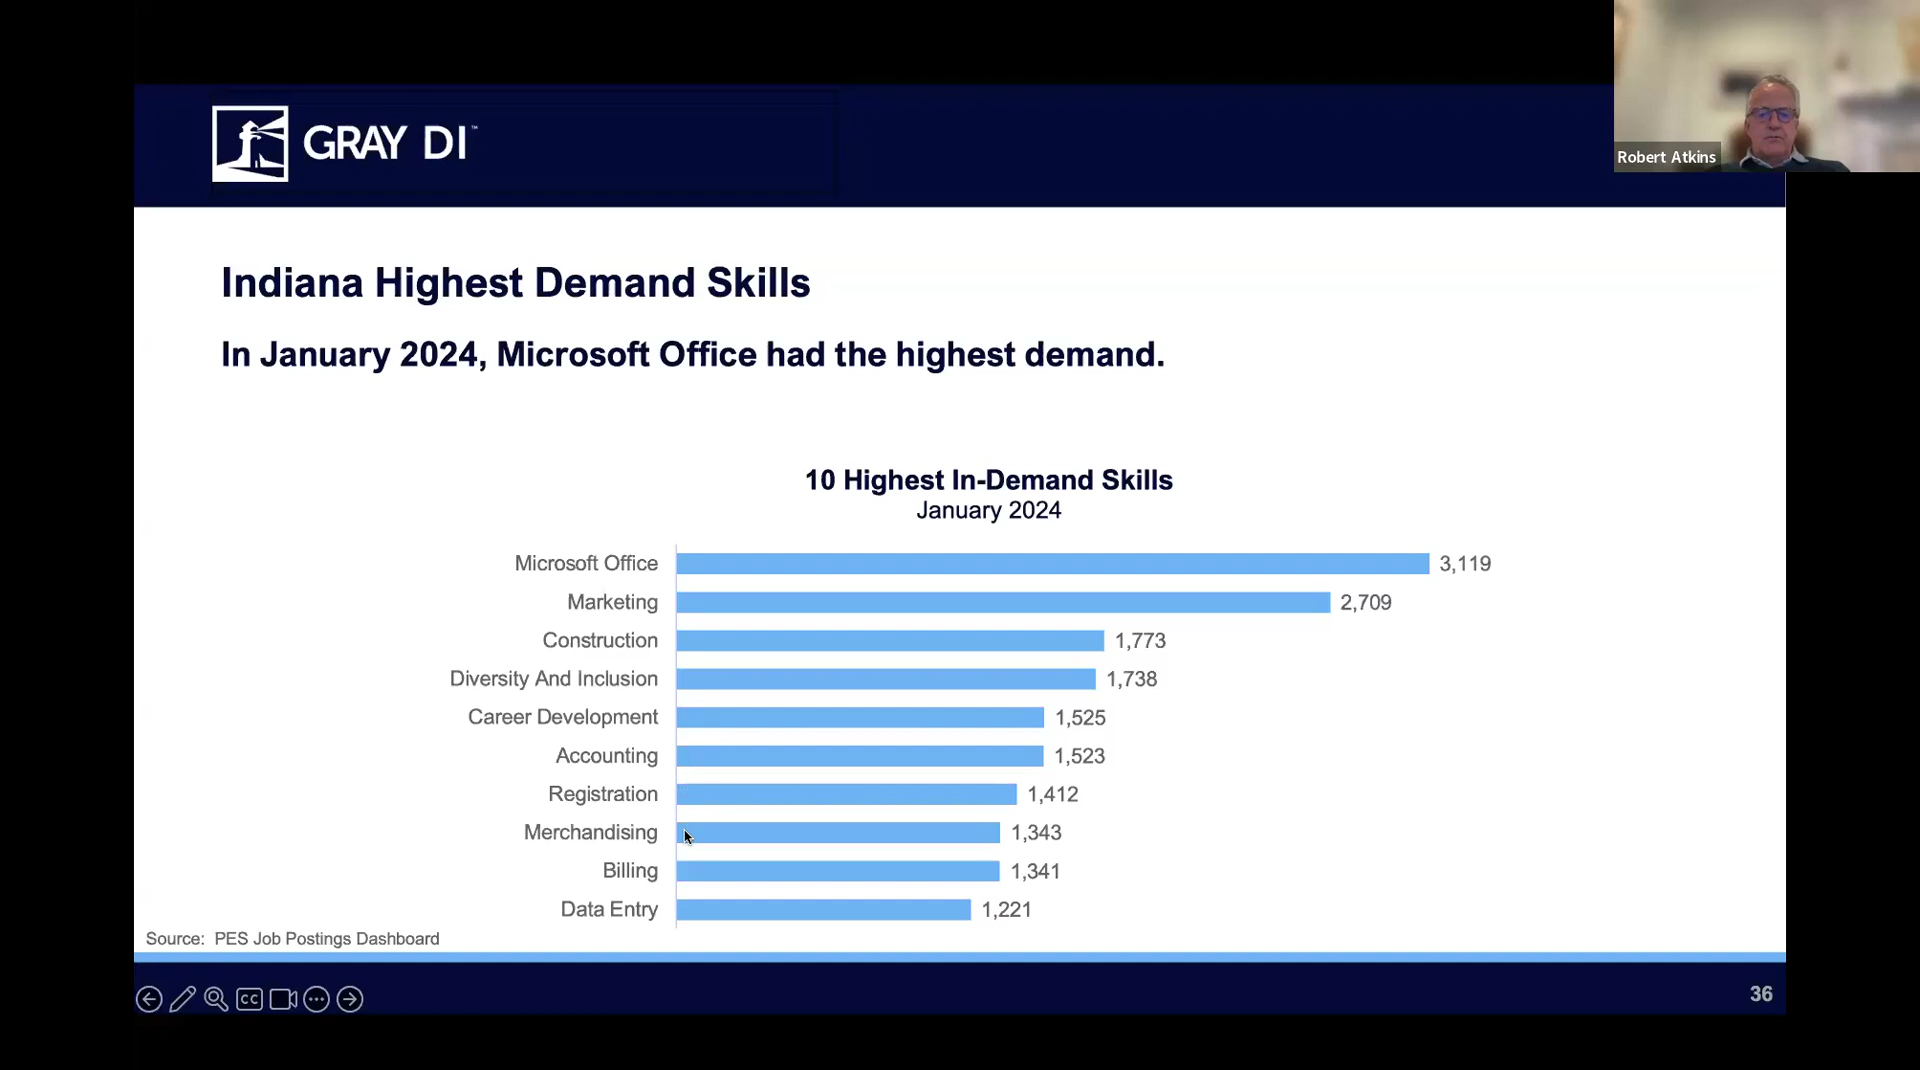 GRAY DI™
Robert Atkins
Indiana Highest Demand Skills
In January 2024, Microsoft Office had the highest demand.
10 Highest In-Demand Skills
January 2024
Microsoft Office 3,119
Marketing 2,709
Construction 1,773
Diversity And Inclusion 1,738
Career Development 1,525
Accounting 1,523
Registration 1,412
Merchandising 1,343
Billing 1,341
Data Entry 1,221
Source: PES Job Postings Dashboard
CC
36